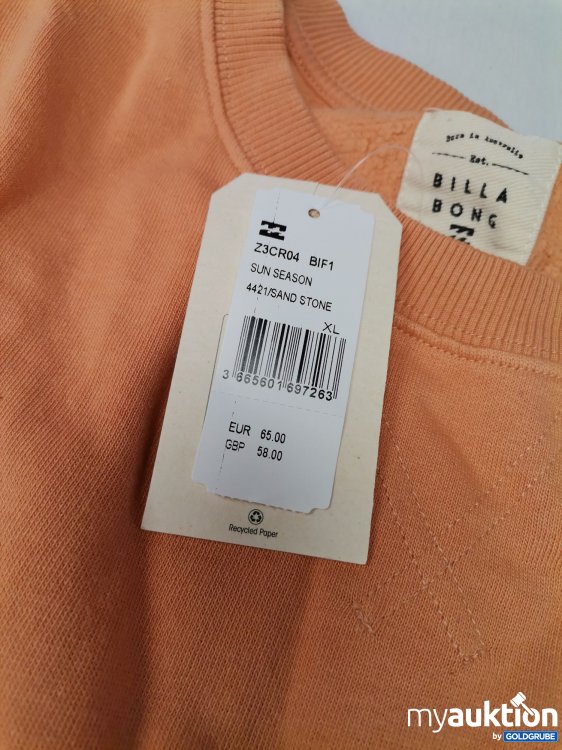 Born in Australia
Est.
BILLA
BONG
Z3CR04 BIF1
SUN SEASON
4421/SAND STONE
XL
3 665601 697263
EUR 65.00
GBP 58.00
Recycled Paper
myauktion
by GOLDGRUBE